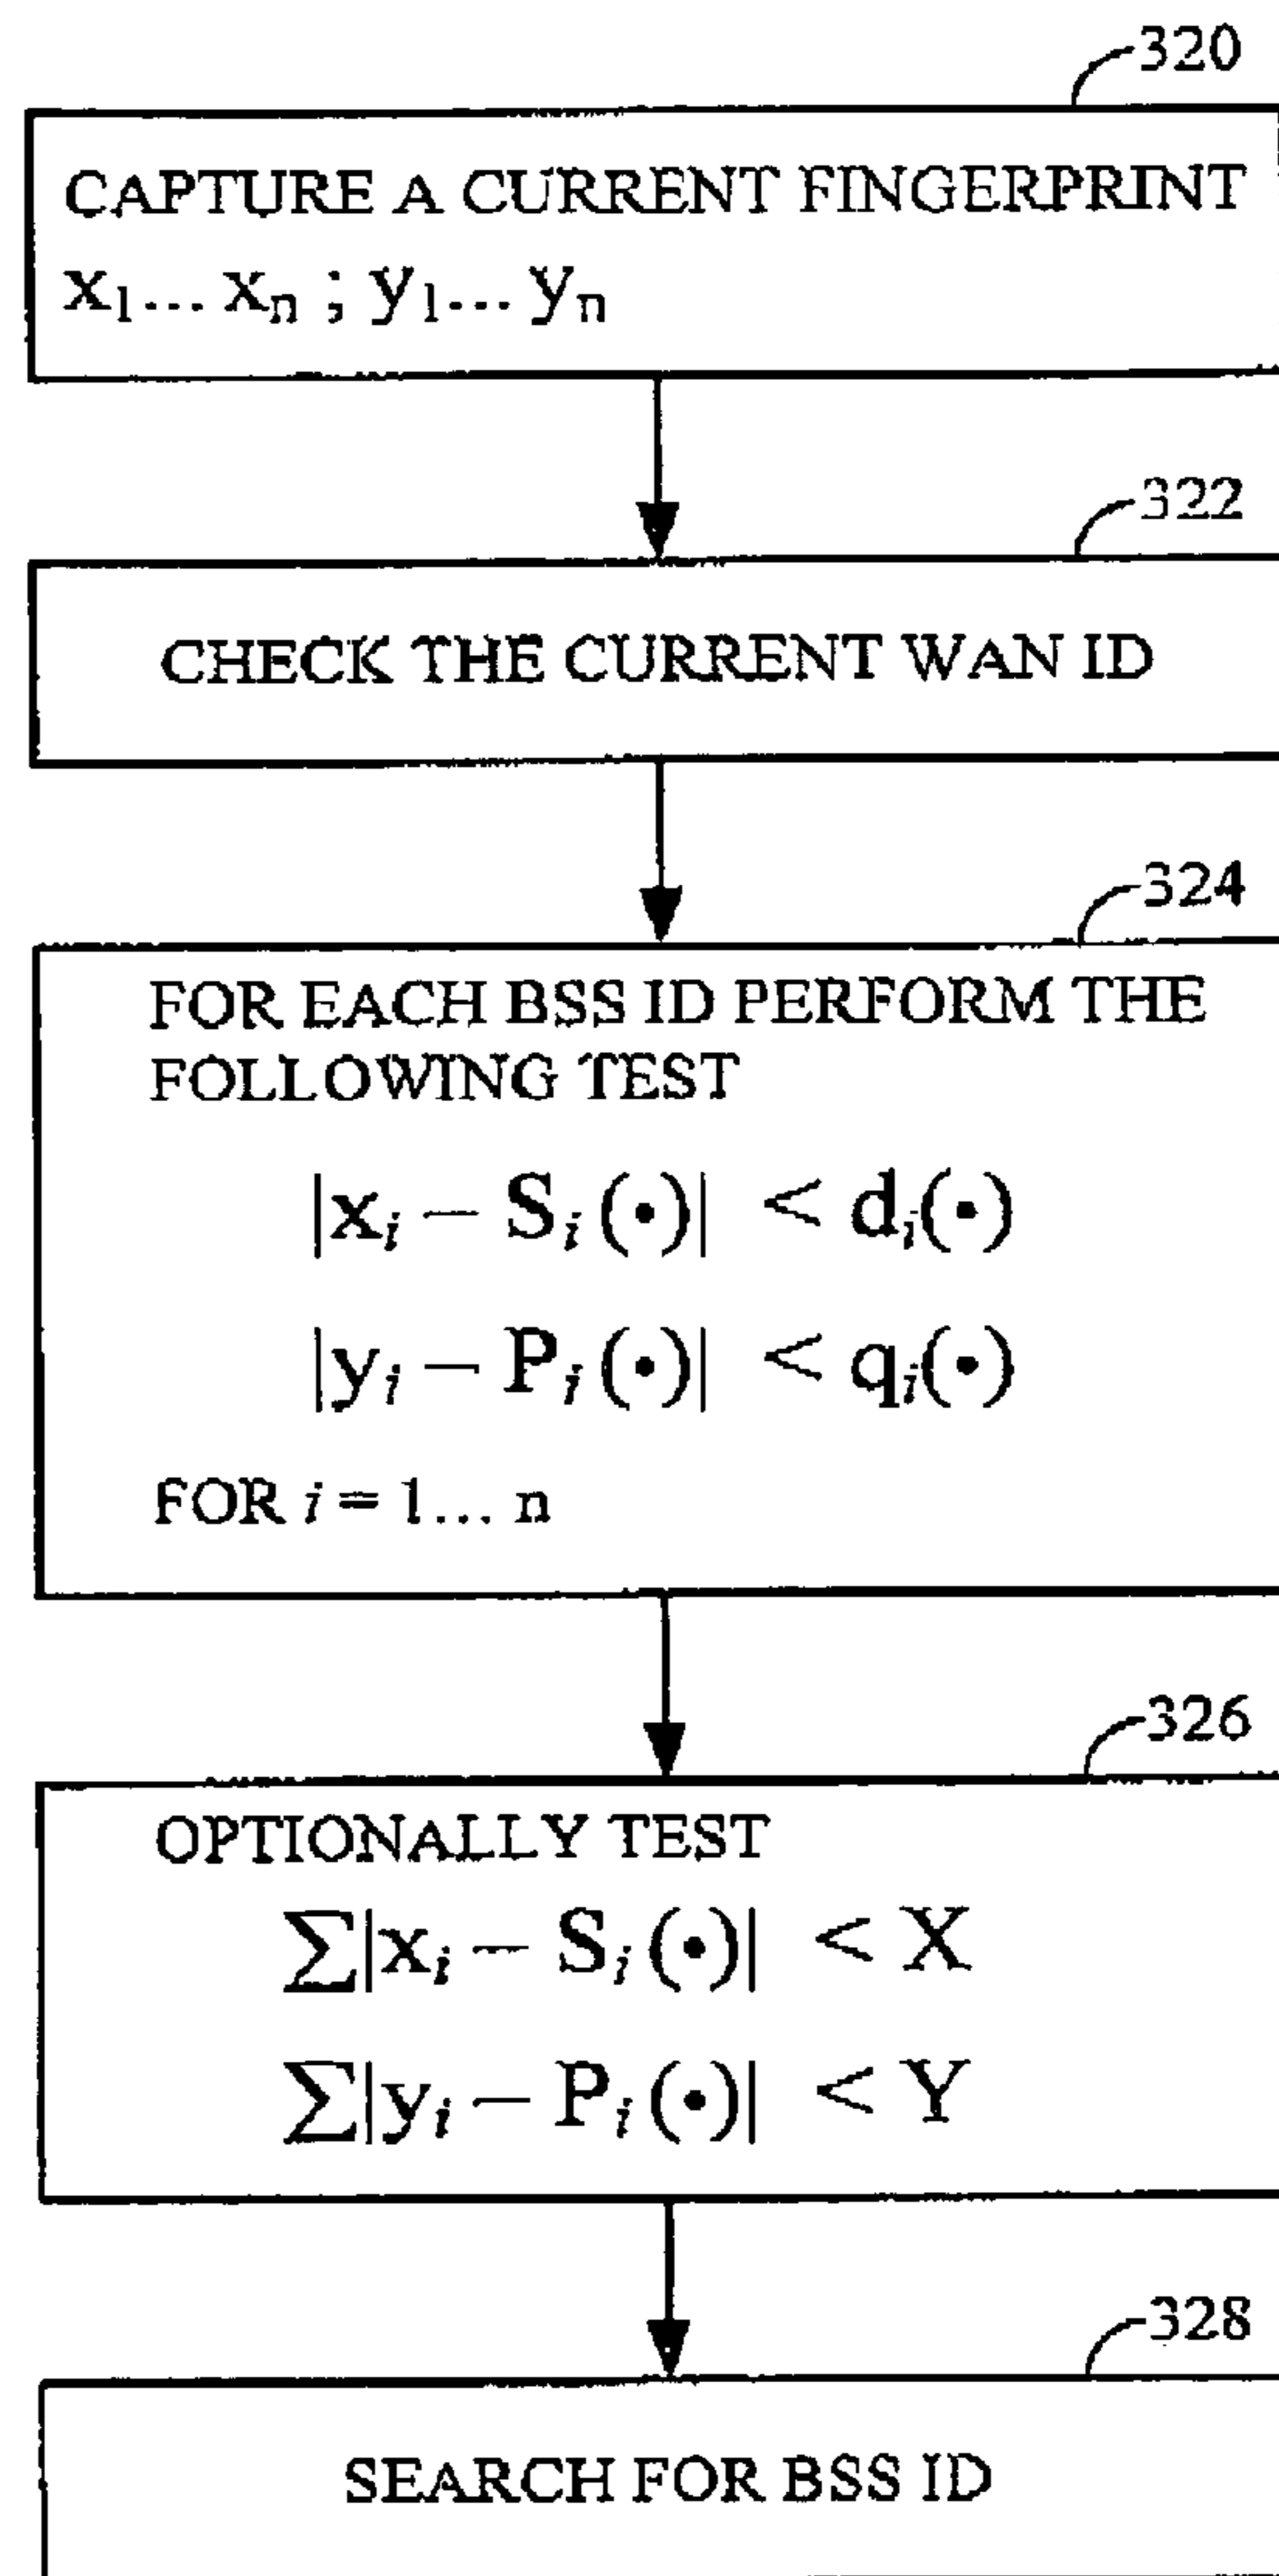 320
CAPTURE A CURRENT FINGERPRINT
x₁... xₙ ; y₁... yₙ
322
CHECK THE CURRENT WAN ID
324
FOR EACH BSS ID PERFORM THE
FOLLOWING TEST
|xᵢ – Sᵢ (•)| < dᵢ(•)
|yᵢ – Pᵢ (•)| < qᵢ(•)
FOR i = 1... n
326
OPTIONALLY TEST
∑|xᵢ – Sᵢ (•)| < X
∑|yᵢ – Pᵢ (•)| < Y
328
SEARCH FOR BSS ID